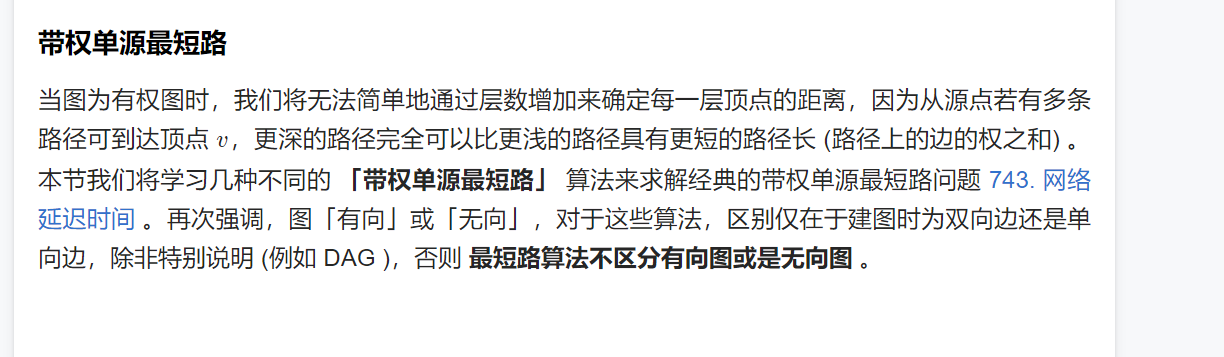 带权单源最短路
当图为有权图时，我们将无法简单地通过层数增加来确定每一层顶点的距离，因为从源点若有多条
路径可到达顶点 v，更深的路径完全可以比更浅的路径具有更短的路径长 (路径上的边的权之和) 。
本节我们将学习几种不同的 「带权单源最短路」 算法来求解经典的带权单源最短路问题 743. 网络
延迟时间 。再次强调，图「有向」或「无向」，对于这些算法，区别仅在于建图时为双向边还是单
向边，除非特别说明 (例如 DAG )，否则 最短路算法不区分有向图或是无向图 。